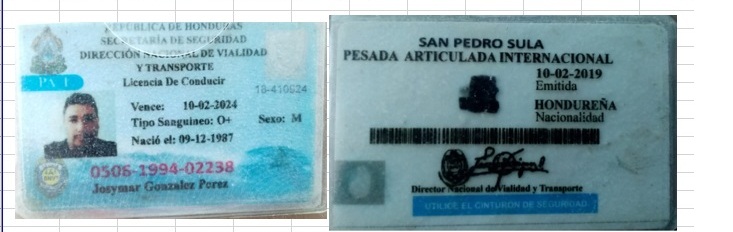 REPUBLICA DE HONDURAS
SECRETARÍA DE SEGURIDAD
DIRECCIÓN NACIONAL DE VIALIDAD
Y TRANSPORTE
PA-1
Licencia De Conducir
18-410624
Vence: 10-02-2024
Tipo Sanguineo: O+ Sexo: M
Nació el: 09-12-1987
0506-1994-02238
Josymar Gonzalez Perez
SAN PEDRO SULA
PESADA ARTICULADA INTERNACIONAL
10-02-2019
Emitida
HONDUREÑA
Nacionalidad
Director Nacional de Vialidad y Transporte
UTILICE EL CINTURON DE SEGURIDAD